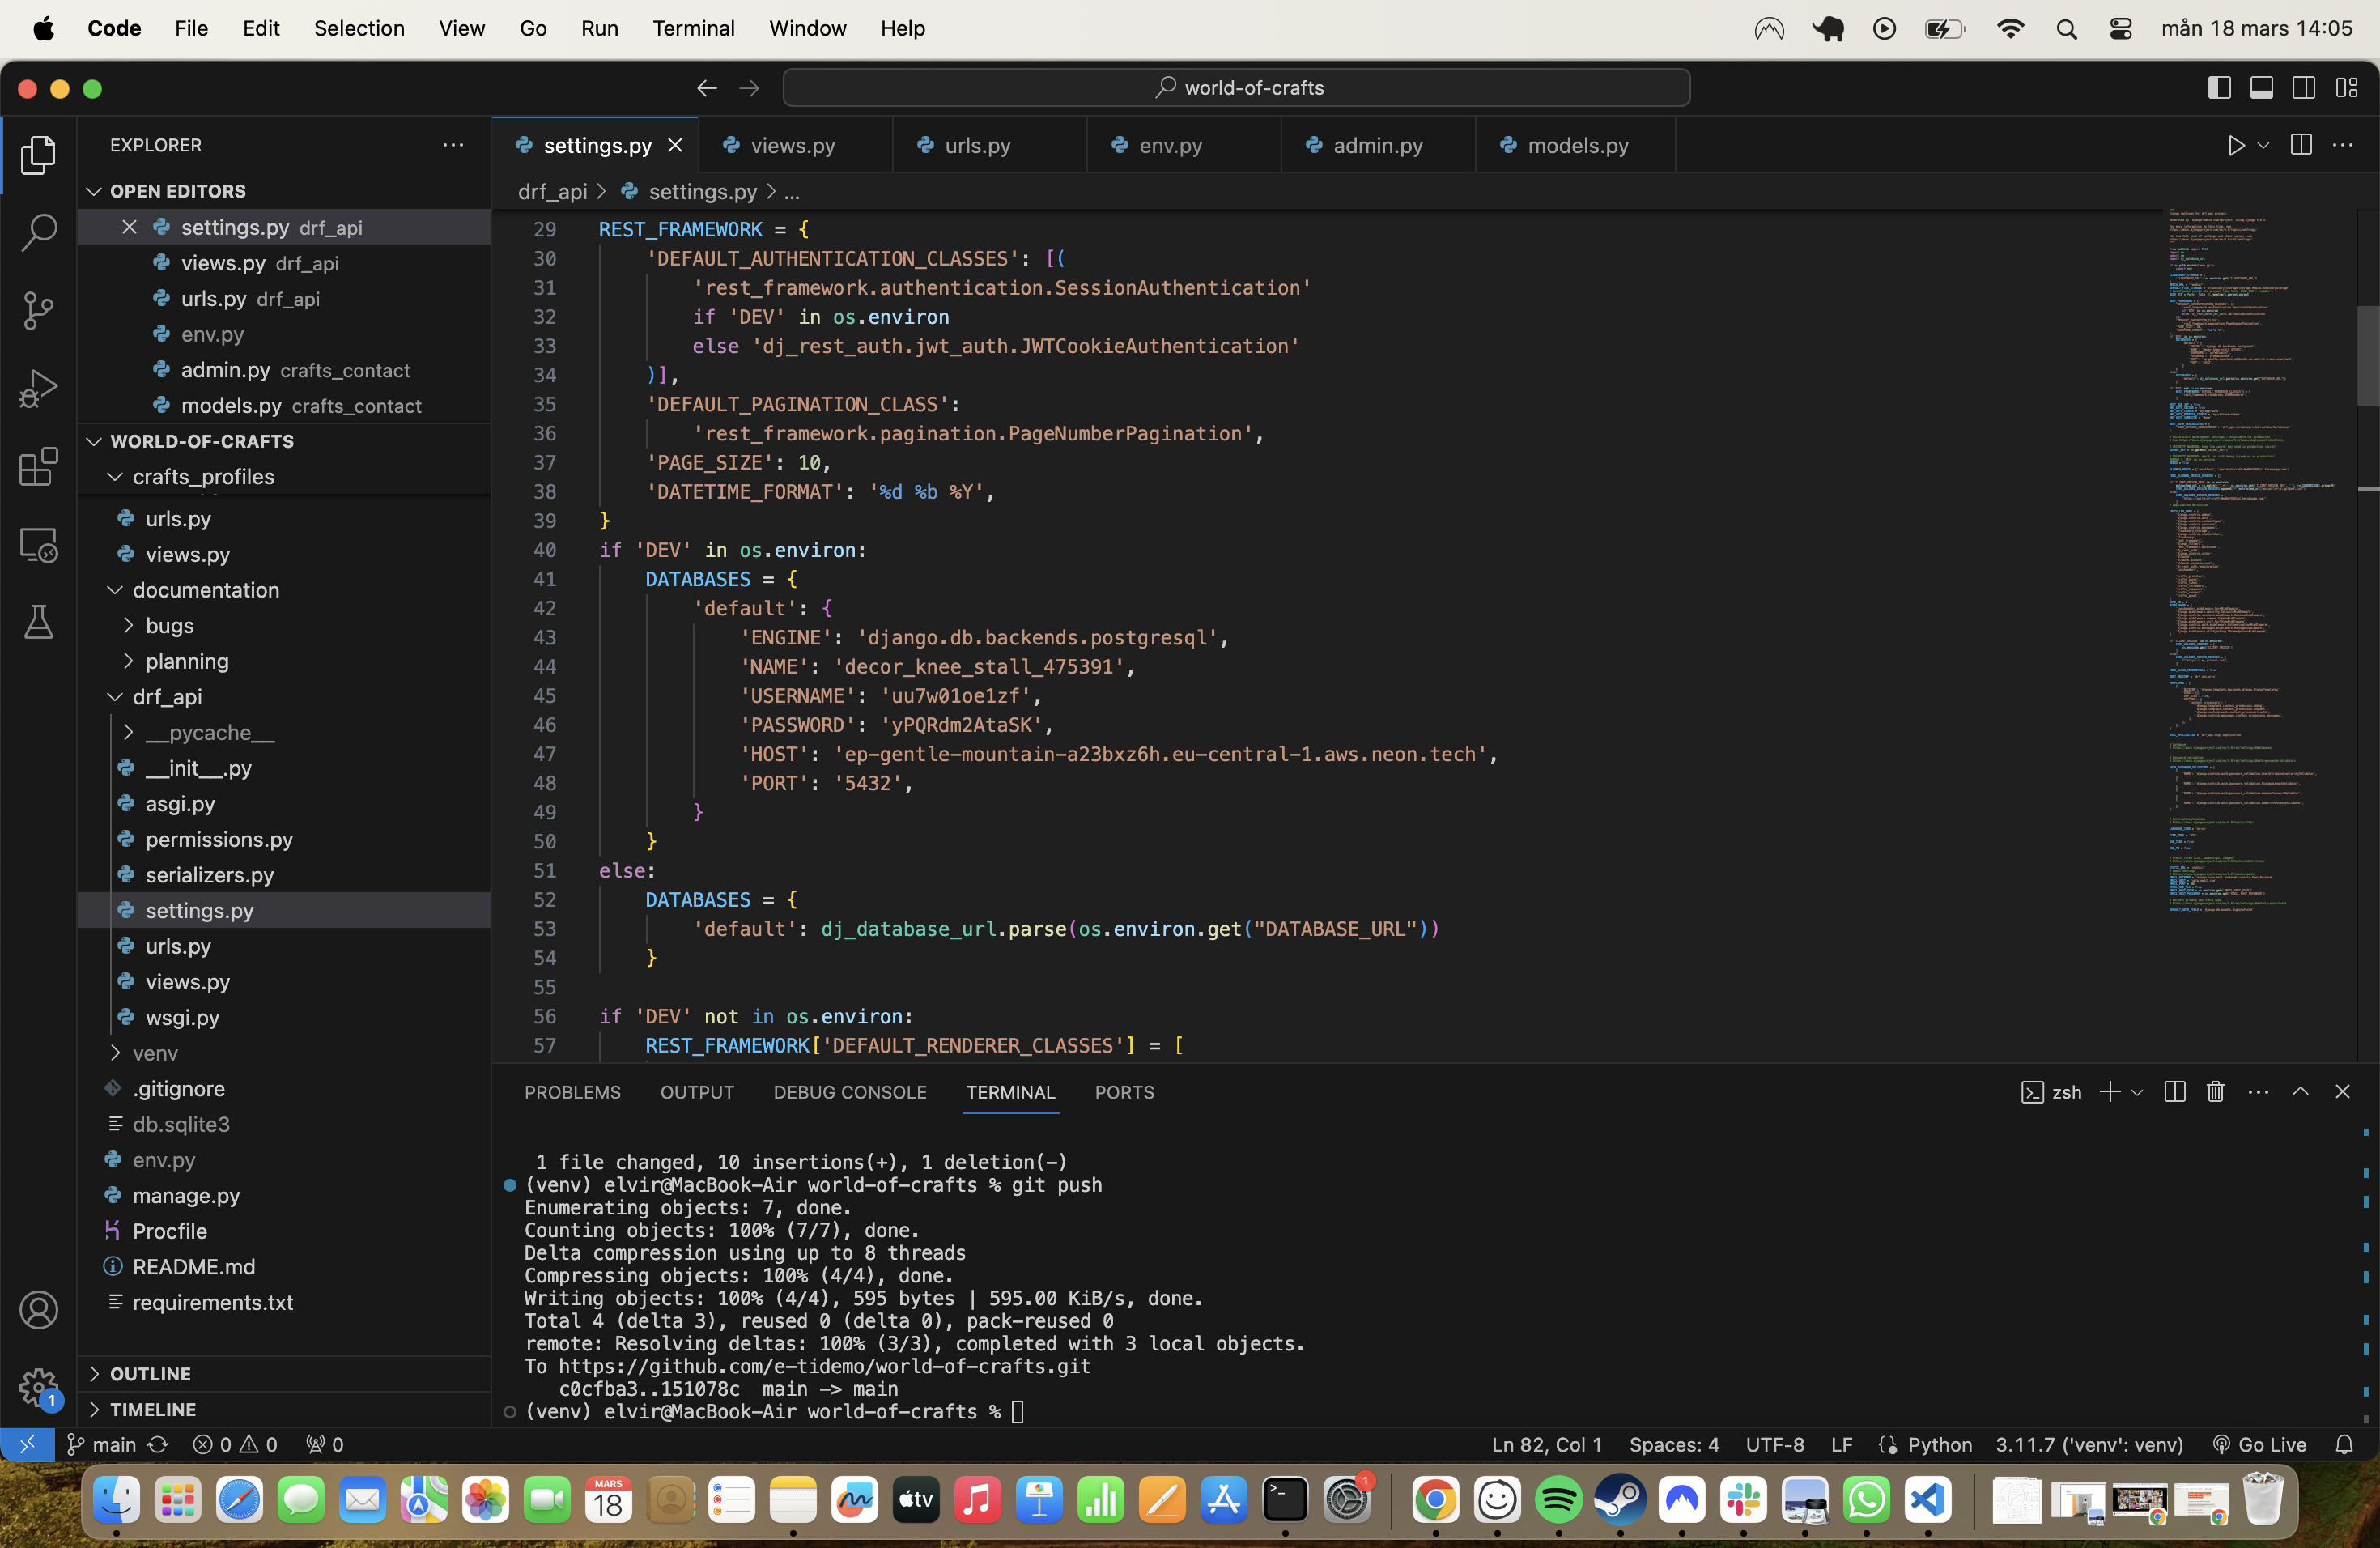 Code File Edit Selection View Go Run Terminal Window Help mån 18 mars 14:05
world-of-crafts
EXPLORER
OPEN EDITORS
settings.py drf_api
views.py drf_api
urls.py drf_api
env.py
admin.py crafts_contact
models.py crafts_contact
WORLD-OF-CRAFTS
crafts_profiles
urls.py
views.py
documentation
bugs
planning
drf_api
__pycache__
__init__.py
asgi.py
permissions.py
serializers.py
settings.py
urls.py
views.py
wsgi.py
venv
.gitignore
db.sqlite3
env.py
manage.py
Procfile
README.md
requirements.txt
OUTLINE
TIMELINE
settings.py views.py urls.py env.py admin.py models.py
drf_api > settings.py > ...
29 REST_FRAMEWORK = {
30 'DEFAULT_AUTHENTICATION_CLASSES': [(
31 'rest_framework.authentication.SessionAuthentication'
32 if 'DEV' in os.environ
33 else 'dj_rest_auth.jwt_auth.JWTCookieAuthentication'
34 )],
35 'DEFAULT_PAGINATION_CLASS':
36 'rest_framework.pagination.PageNumberPagination',
37 'PAGE_SIZE': 10,
38 'DATETIME_FORMAT': '%d %b %Y',
39 }
40 if 'DEV' in os.environ:
41 DATABASES = {
42 'default': {
43 'ENGINE': 'django.db.backends.postgresql',
44 'NAME': 'decor_knee_stall_475391',
45 'USERNAME': 'uu7w01oe1zf',
46 'PASSWORD': 'yPQRdm2AtaSK',
47 'HOST': 'ep-gentle-mountain-a23bxz6h.eu-central-1.aws.neon.tech',
48 'PORT': '5432',
49 }
50 }
51 else:
52 DATABASES = {
53 'default': dj_database_url.parse(os.environ.get("DATABASE_URL"))
54 }
55
56 if 'DEV' not in os.environ:
57 REST_FRAMEWORK['DEFAULT_RENDERER_CLASSES'] = [
PROBLEMS OUTPUT DEBUG CONSOLE TERMINAL PORTS zsh
1 file changed, 10 insertions(+), 1 deletion(-)
(venv) elvir@MacBook-Air world-of-crafts % git push
Enumerating objects: 7, done.
Counting objects: 100% (7/7), done.
Delta compression using up to 8 threads
Compressing objects: 100% (4/4), done.
Writing objects: 100% (4/4), 595 bytes | 595.00 KiB/s, done.
Total 4 (delta 3), reused 0 (delta 0), pack-reused 0
remote: Resolving deltas: 100% (3/3), completed with 3 local objects.
To https://github.com/e-tidemo/world-of-crafts.git
c0cfba3..151078c main -> main
(venv) elvir@MacBook-Air world-of-crafts %
1
main 0 0 0 Ln 82, Col 1 Spaces: 4 UTF-8 LF Python 3.11.7 ('venv': venv) Go Live
MARS
18
tv
1